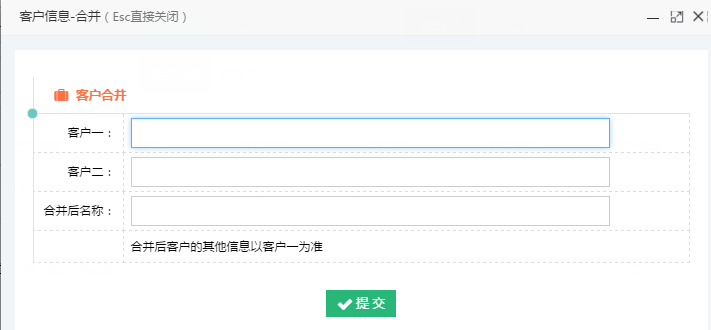 客户信息-合并（Esc直接关闭）
客户合并
客户一：
客户二：
合并后名称：
合并后客户的其他信息以客户一为准
提交